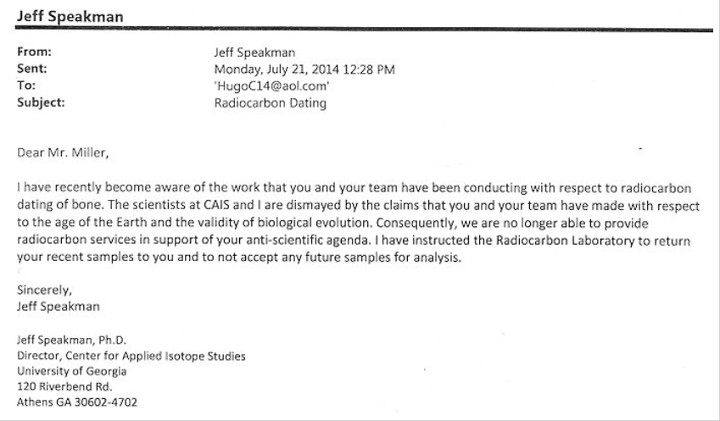 Jeff Speakman
From: Jeff Speakman
Sent: Monday, July 21, 2014 12:28 PM
To: 'HugoC14@aol.com'
Subject: Radiocarbon Dating
Dear Mr. Miller,
I have recently become aware of the work that you and your team have been conducting with respect to radiocarbon
dating of bone. The scientists at CAIS and I are dismayed by the claims that you and your team have made with respect
to the age of the Earth and the validity of biological evolution. Consequently, we are no longer able to provide
radiocarbon services in support of your anti-scientific agenda. I have instructed the Radiocarbon Laboratory to return
your recent samples to you and to not accept any future samples for analysis.
Sincerely,
Jeff Speakman
Jeff Speakman, Ph.D.
Director, Center for Applied Isotope Studies
University of Georgia
120 Riverbend Rd.
Athens GA 30602-4702